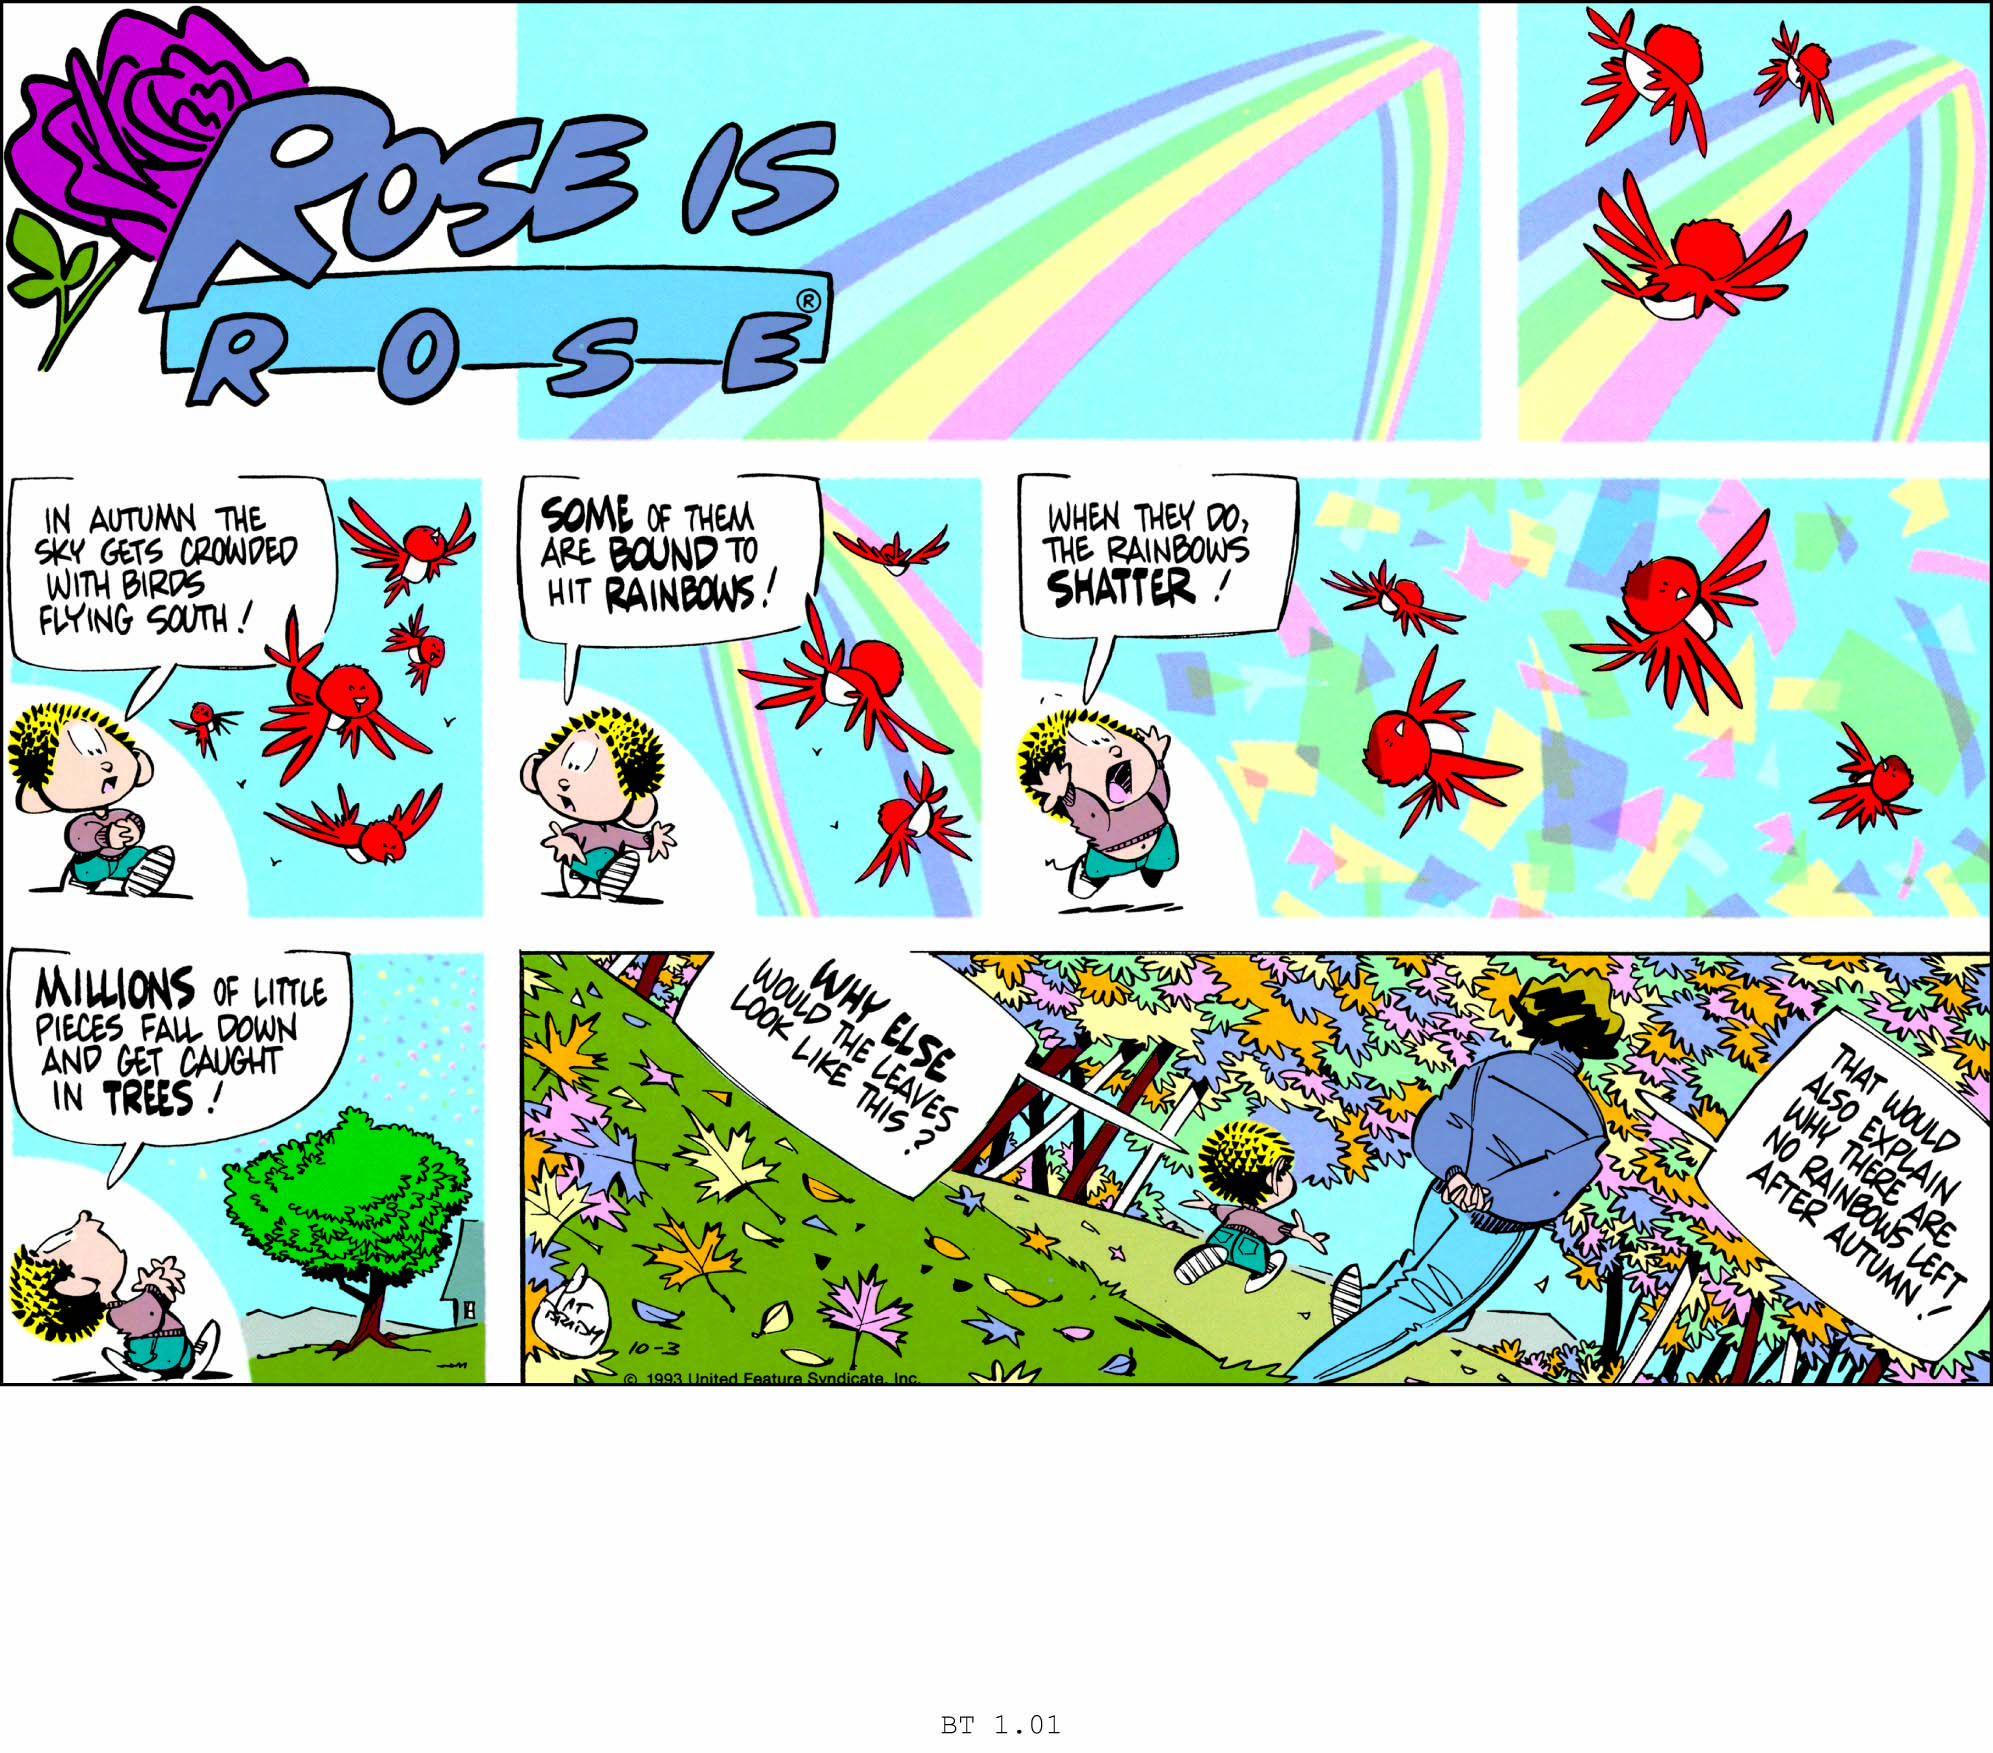 ROSE IS
ROSE®
IN AUTUMN THE
SKY GETS CROWDED
WITH BIRDS
FLYING SOUTH!
SOME OF THEM
ARE BOUND TO
HIT RAINBOWS!
WHEN THEY DO,
THE RAINBOWS
SHATTER!
MILLIONS OF LITTLE
PIECES FALL DOWN
AND GET CAUGHT
IN TREES!
WHY ELSE
WOULD THE LEAVES
LOOK LIKE THIS?
THAT WOULD
ALSO EXPLAIN
WHY THERE ARE
NO RAINBOWS LEFT
AFTER AUTUMN!
PAT
BRADY
10-3
© 1993 United Feature Syndicate, Inc.
BT 1.01